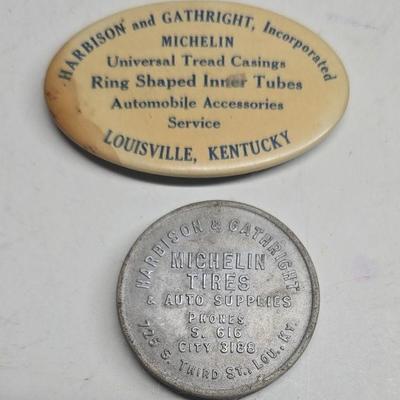 HARBISON and GATHRIGHT, Incorporated
MICHELIN
Universal Tread Casings
Ring Shaped Inner Tubes
Automobile Accessories
Service
LOUISVILLE, KENTUCKY
HARBISON & GATHRIGHT
MICHELIN
TIRES
& AUTO SUPPLIES
PHONES
S. 616
CITY 3188
725 S. THIRD ST., LOU., KY.